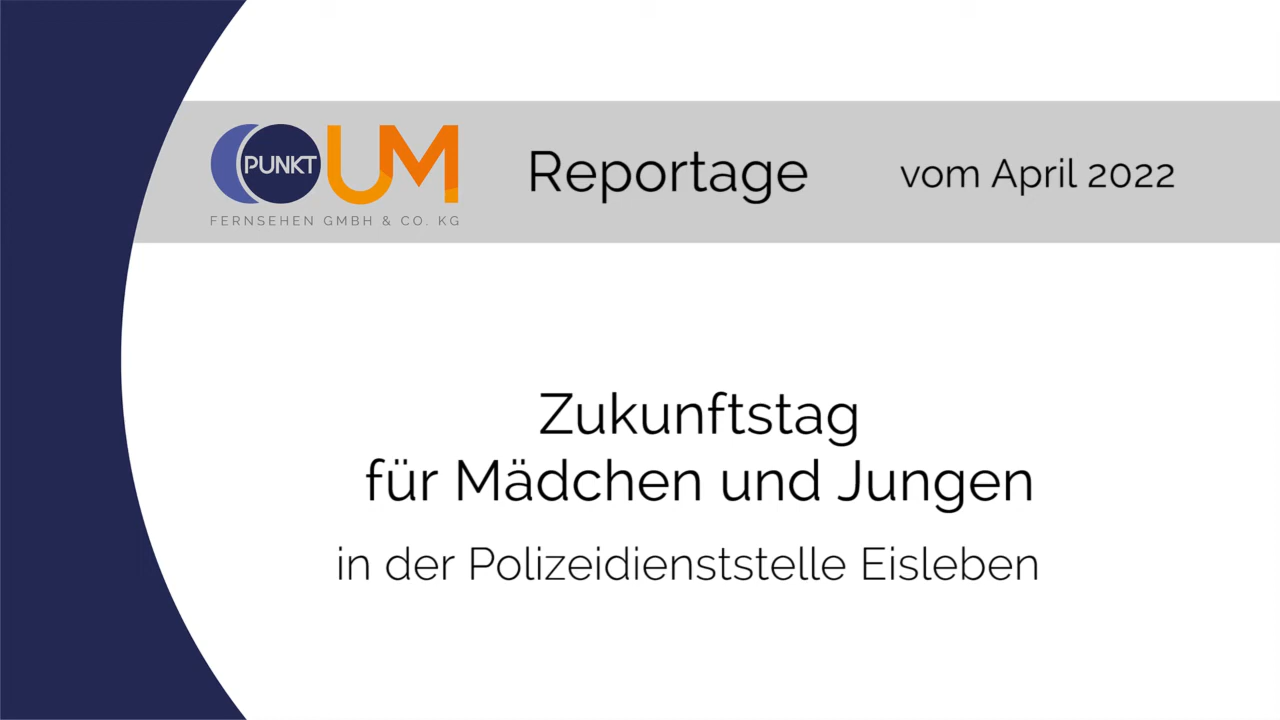 PUNKT UM
FERNSEHEN GMBH & CO. KG
Reportage
vom April 2022
Zukunftstag
für Mädchen und Jungen
in der Polizeidienststelle Eisleben